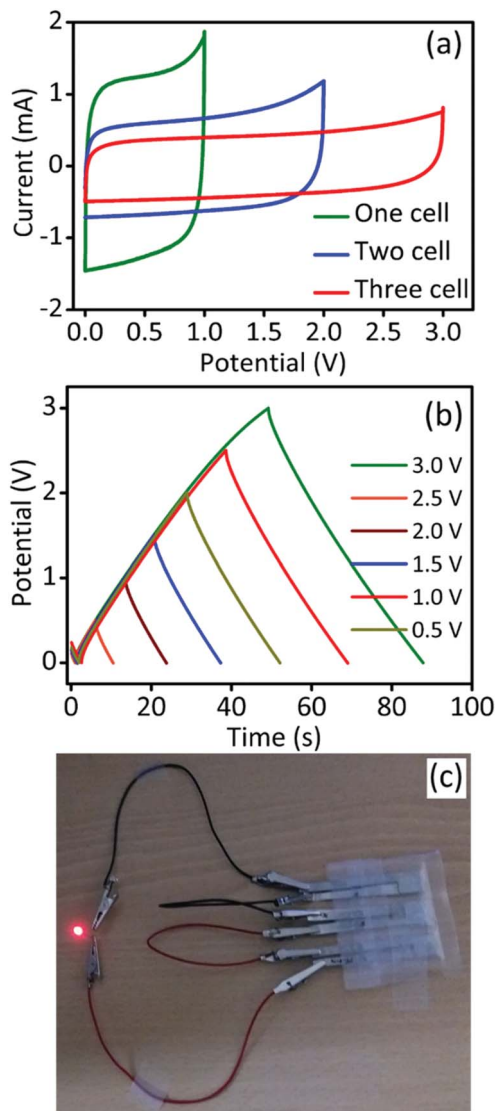 (a)
2
1
0
-1
-2
Current (mA)
One cell
Two cell
Three cell
0.0 0.5 1.0 1.5 2.0 2.5 3.0
Potential (V)
(b)
3
2
1
0
Potential (V)
3.0 V
2.5 V
2.0 V
1.5 V
1.0 V
0.5 V
0 20 40 60 80 100
Time (s)
(c)